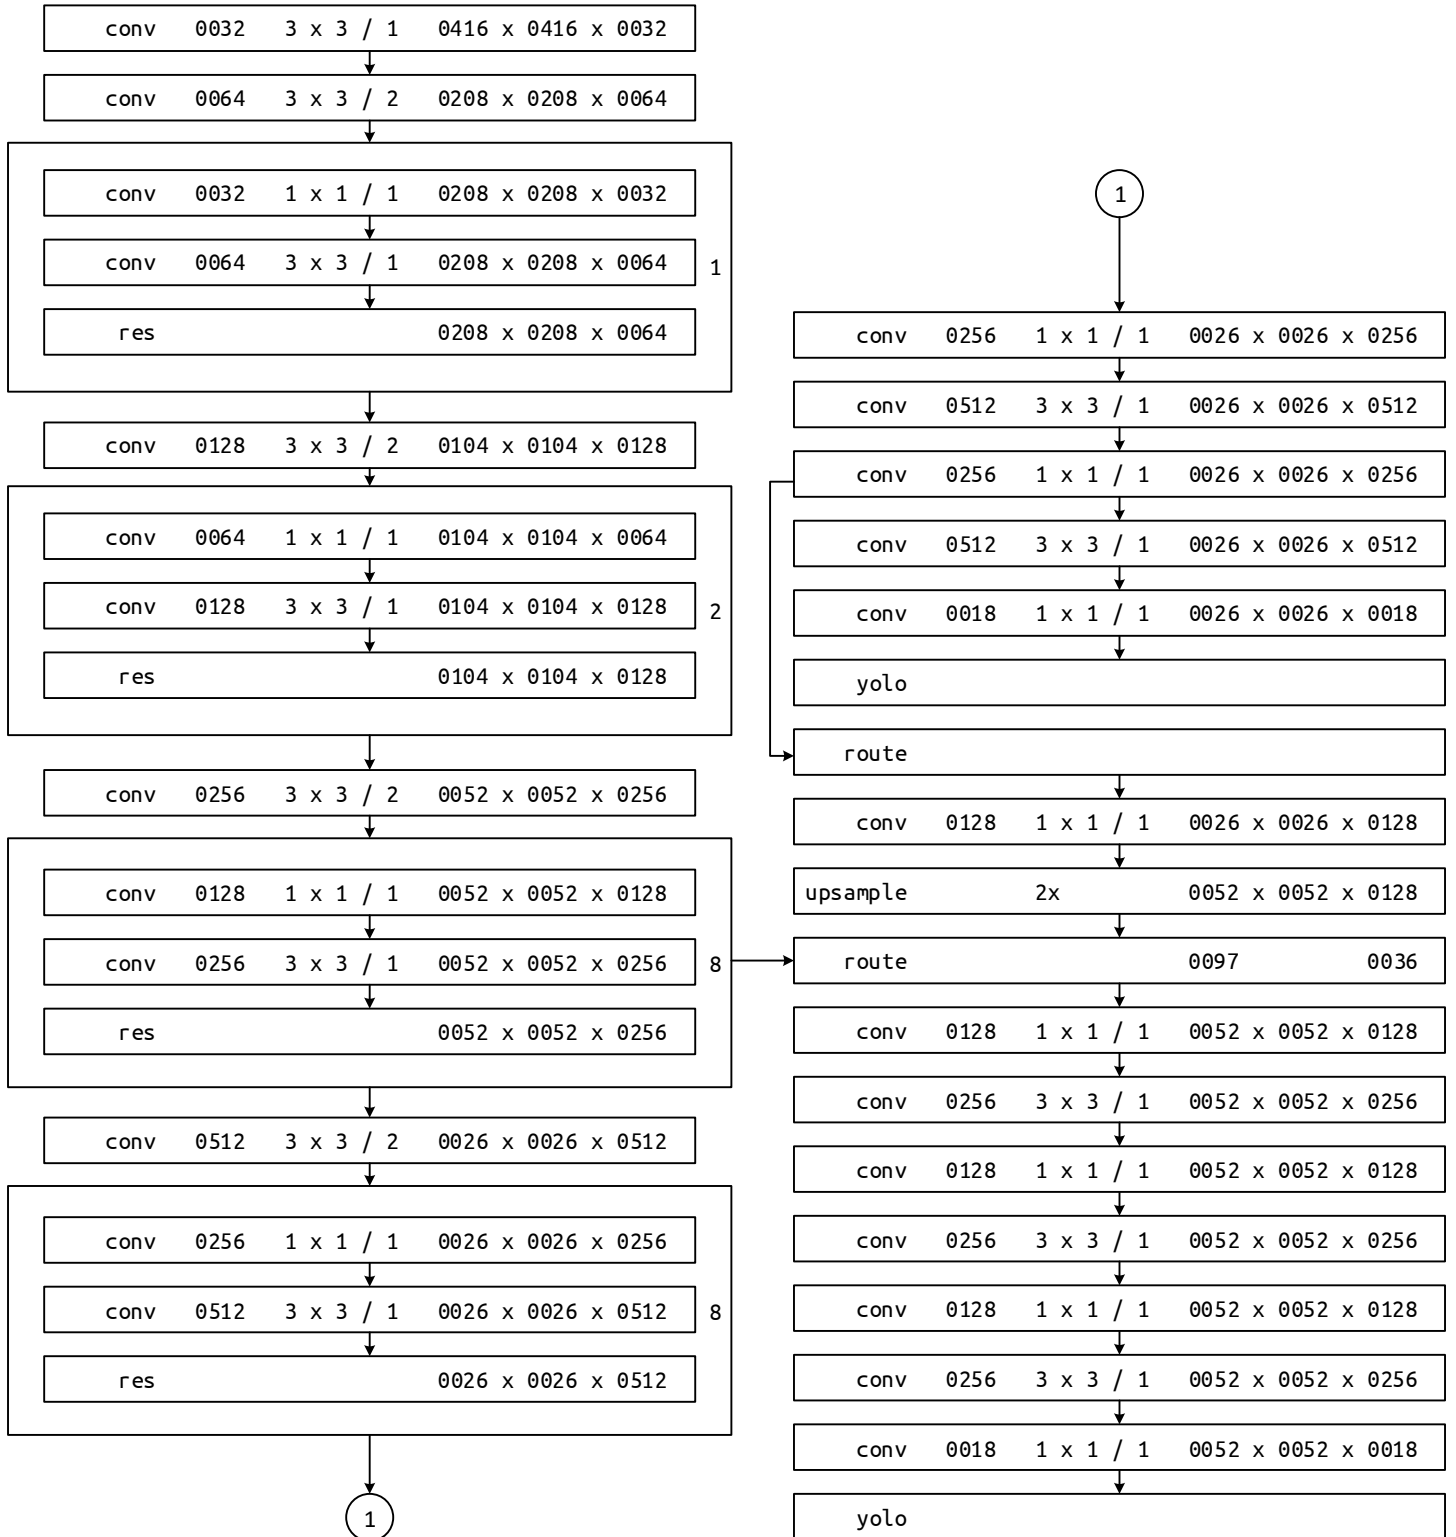 conv 0032 3 x 3 / 1 0416 x 0416 x 0032
conv 0064 3 x 3 / 2 0208 x 0208 x 0064
conv 0032 1 x 1 / 1 0208 x 0208 x 0032
conv 0064 3 x 3 / 1 0208 x 0208 x 0064
1
res 0208 x 0208 x 0064
conv 0128 3 x 3 / 2 0104 x 0104 x 0128
conv 0064 1 x 1 / 1 0104 x 0104 x 0064
conv 0128 3 x 3 / 1 0104 x 0104 x 0128
2
res 0104 x 0104 x 0128
conv 0256 3 x 3 / 2 0052 x 0052 x 0256
conv 0128 1 x 1 / 1 0052 x 0052 x 0128
conv 0256 3 x 3 / 1 0052 x 0052 x 0256
8
res 0052 x 0052 x 0256
conv 0512 3 x 3 / 2 0026 x 0026 x 0512
conv 0256 1 x 1 / 1 0026 x 0026 x 0256
conv 0512 3 x 3 / 1 0026 x 0026 x 0512
8
res 0026 x 0026 x 0512
1
1
conv 0256 1 x 1 / 1 0026 x 0026 x 0256
conv 0512 3 x 3 / 1 0026 x 0026 x 0512
conv 0256 1 x 1 / 1 0026 x 0026 x 0256
conv 0512 3 x 3 / 1 0026 x 0026 x 0512
conv 0018 1 x 1 / 1 0026 x 0026 x 0018
yolo
route
conv 0128 1 x 1 / 1 0026 x 0026 x 0128
upsample 2x 0052 x 0052 x 0128
route 0097 0036
conv 0128 1 x 1 / 1 0052 x 0052 x 0128
conv 0256 3 x 3 / 1 0052 x 0052 x 0256
conv 0128 1 x 1 / 1 0052 x 0052 x 0128
conv 0256 3 x 3 / 1 0052 x 0052 x 0256
conv 0128 1 x 1 / 1 0052 x 0052 x 0128
conv 0256 3 x 3 / 1 0052 x 0052 x 0256
conv 0018 1 x 1 / 1 0052 x 0052 x 0018
yolo